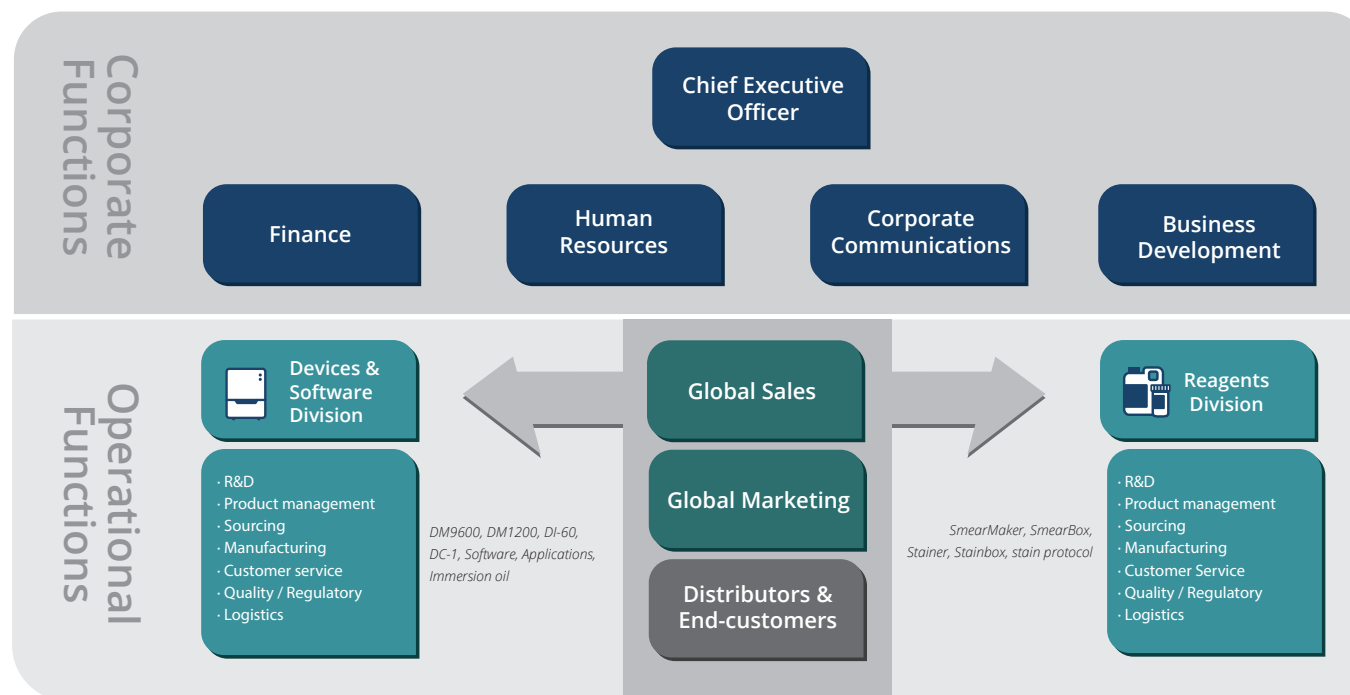 Corporate
Functions
Chief Executive
Officer
Finance
Human
Resources
Corporate
Communications
Business
Development
Operational
Functions
Devices &
Software
Division
· R&D
· Product management
· Sourcing
· Manufacturing
· Customer service
· Quality / Regulatory
· Logistics
DM9600, DM1200, DI-60,
DC-1, Software, Applications,
Immersion oil
Global Sales
Global Marketing
Distributors &
End-customers
SmearMaker, SmearBox,
Stainer, Stainbox, stain protocol
Reagents
Division
· R&D
· Product management
· Sourcing
· Manufacturing
· Customer Service
· Quality / Regulatory
· Logistics